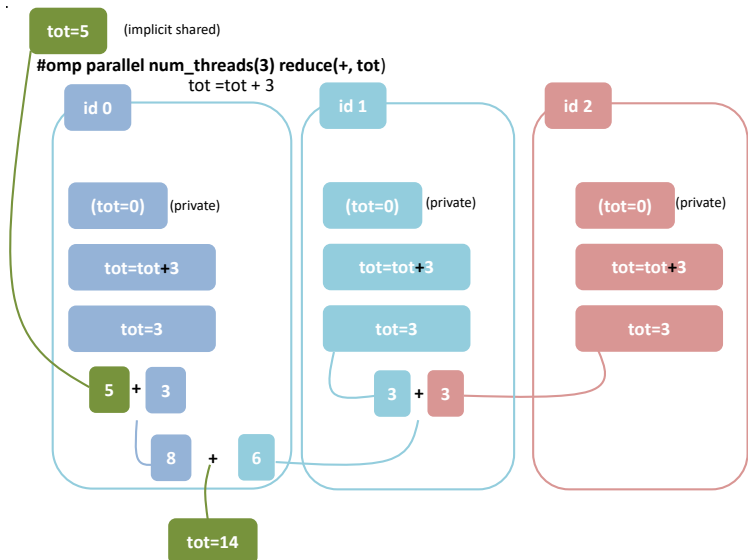 .
tot=5
(implicit shared)
#omp parallel num_threads(3) reduce(+, tot)
tot =tot + 3
id 0
id 1
id 2
(tot=0) (private)
(tot=0) (private)
(tot=0) (private)
tot=tot+3
tot=tot+3
tot=tot+3
tot=3
tot=3
tot=3
5 + 3
3 + 3
8 + 6
tot=14